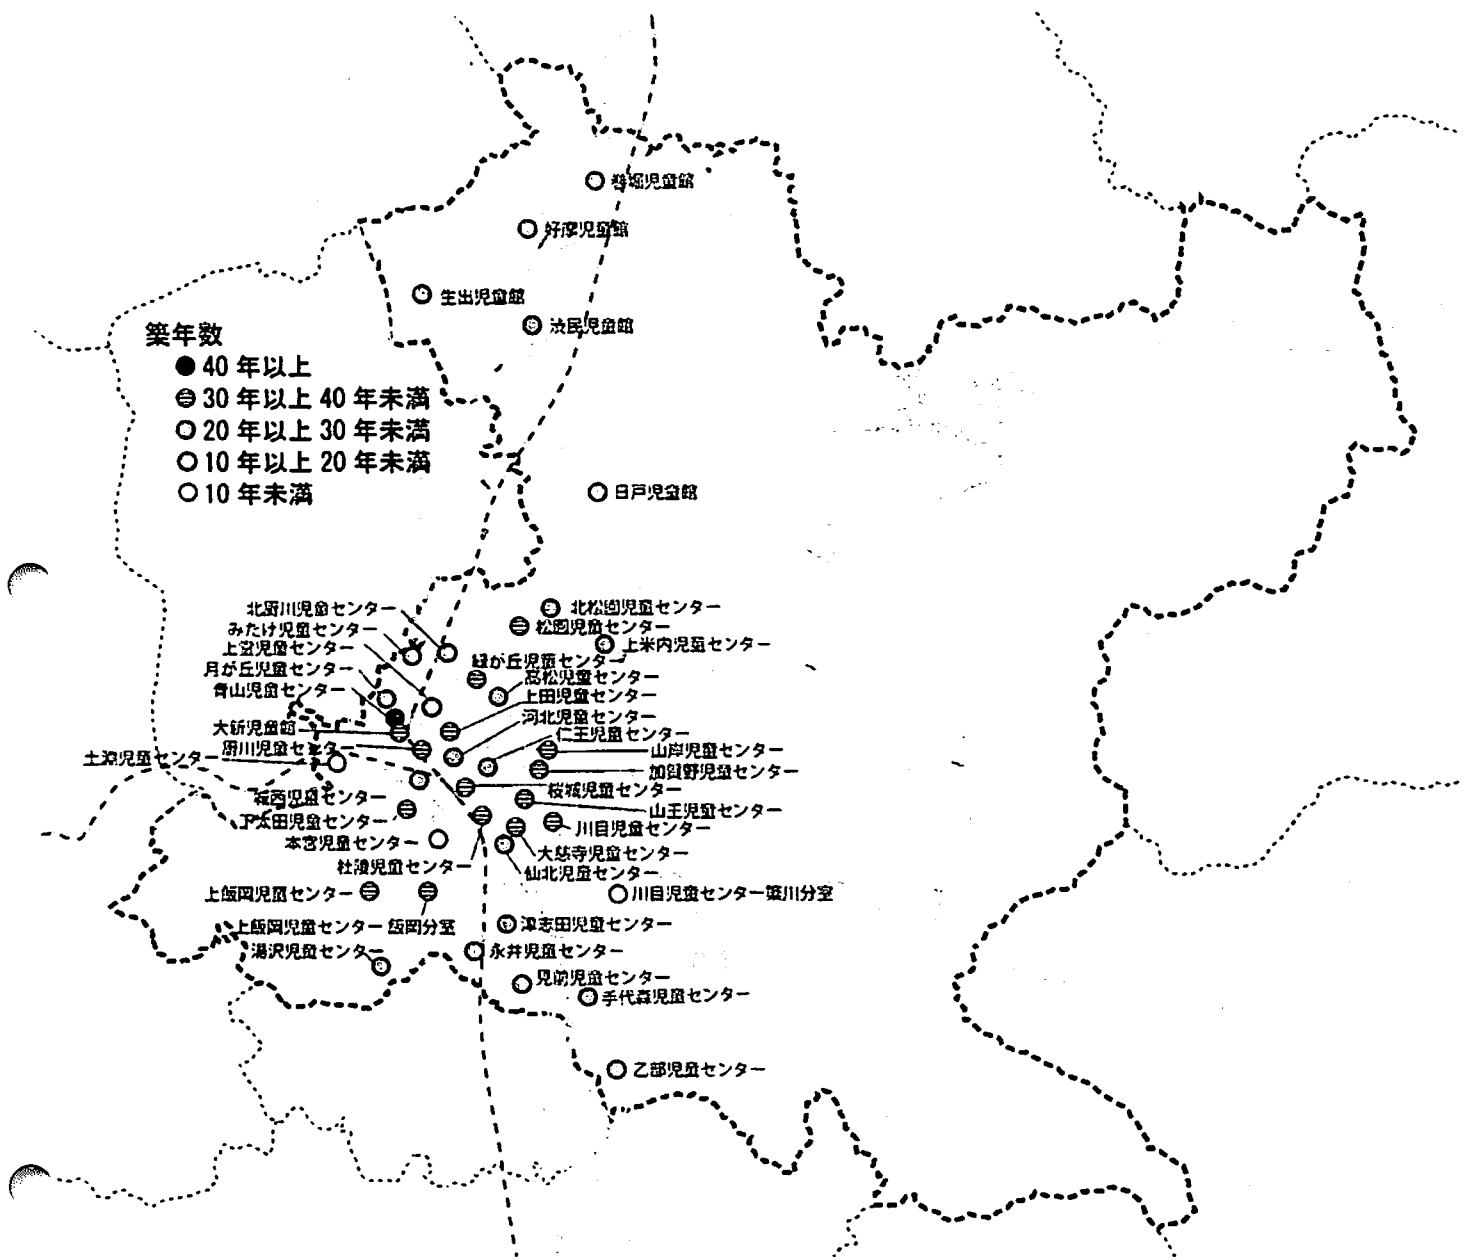 巻堀児童館
好摩児童館
生出児童館
渋民児童館
築年数
40 年以上
30 年以上 40 年未満
20 年以上 30 年未満
10 年以上 20 年未満
10 年未満
日戸児童館
北厨川児童センター
北松園児童センター
みたけ児童センター
松園児童センター
上堂児童センター
上米内児童センター
月が丘児童センター
緑が丘児童センター
高松児童センター
青山児童センター
上田児童センター
河北児童センター
大新児童館
仁王児童センター
厨川児童センター
山岸児童センター
土淵児童センター
加賀野児童センター
桜城児童センター
城西児童センター
山王児童センター
下太田児童センター
川目児童センター
本宮児童センター
大慈寺児童センター
杜陵児童センター
仙北児童センター
上飯岡児童センター
川目児童センター簗川分室
上飯岡児童センター 飯岡分室
津志田児童センター
湯沢児童センター
永井児童センター
見前児童センター
手代森児童センター
乙部児童センター